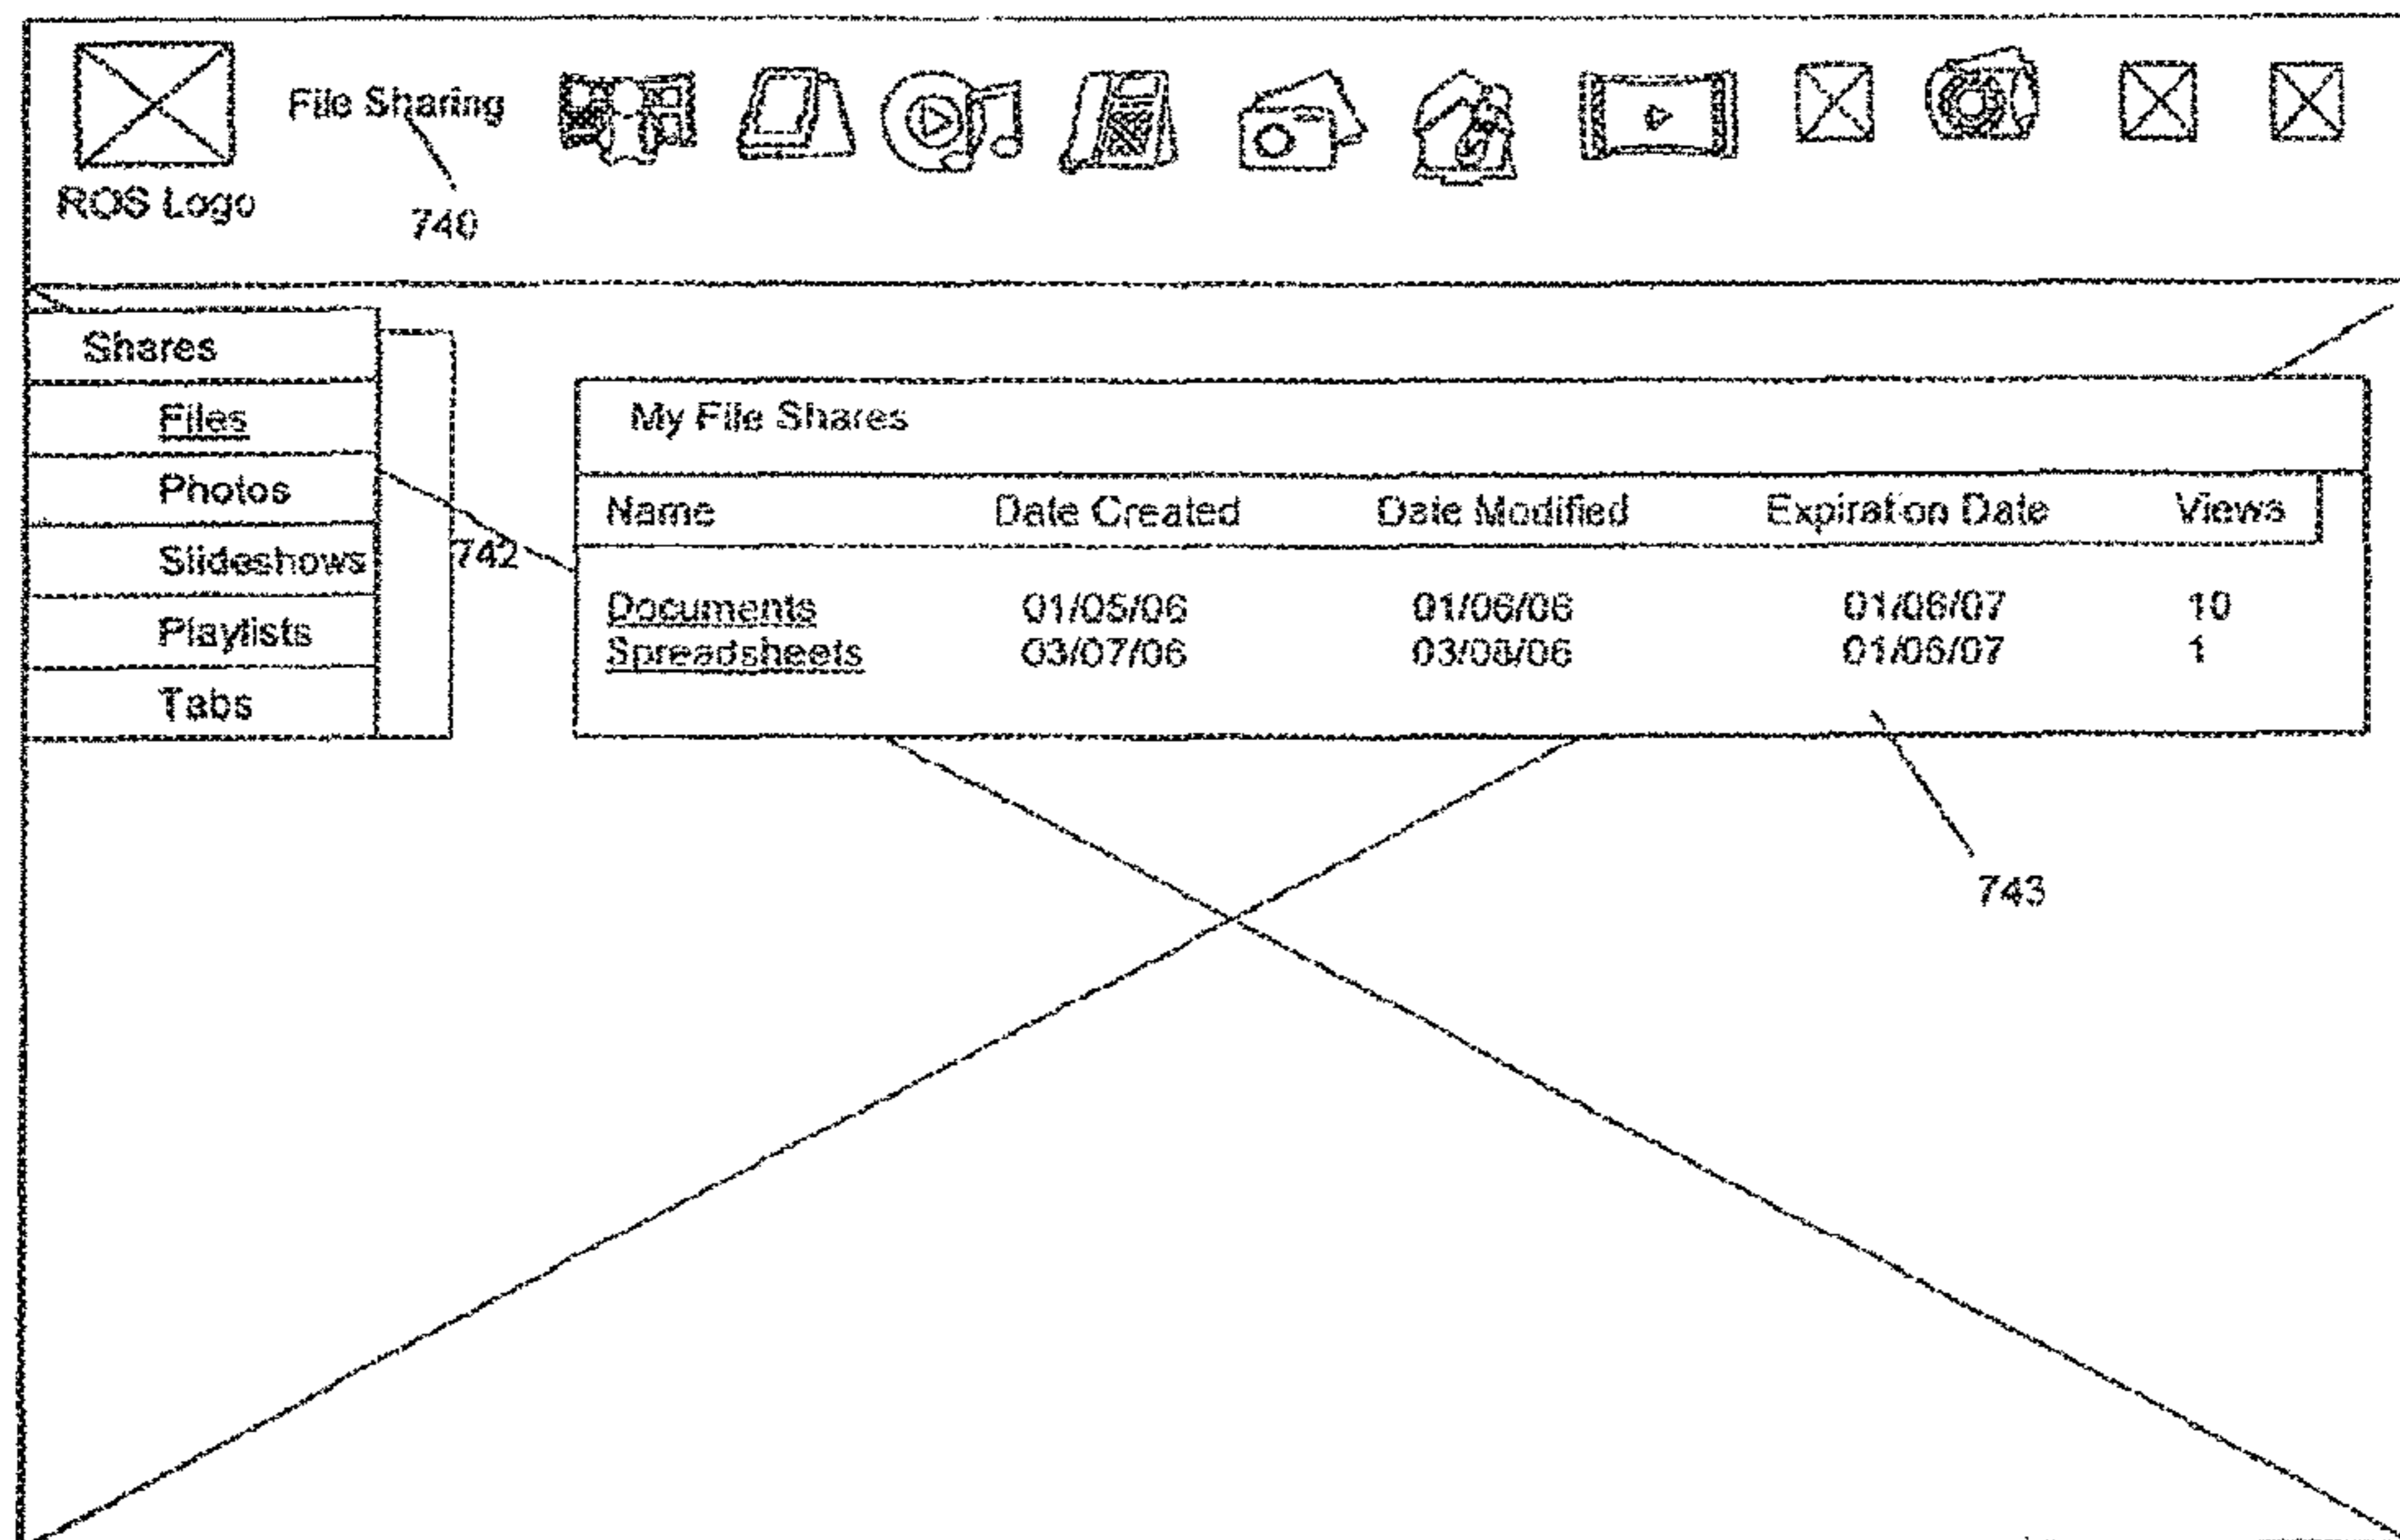 File Sharing
ROS Logo
740
Shares
Files
Photos
Slideshows
Playlists
Tabs
742
My File Shares
Name Date Created Date Modified Expiration Date Views
Documents 01/05/06 01/06/06 01/06/07 10
Spreadsheets 03/07/06 03/08/06 01/06/07 1
743